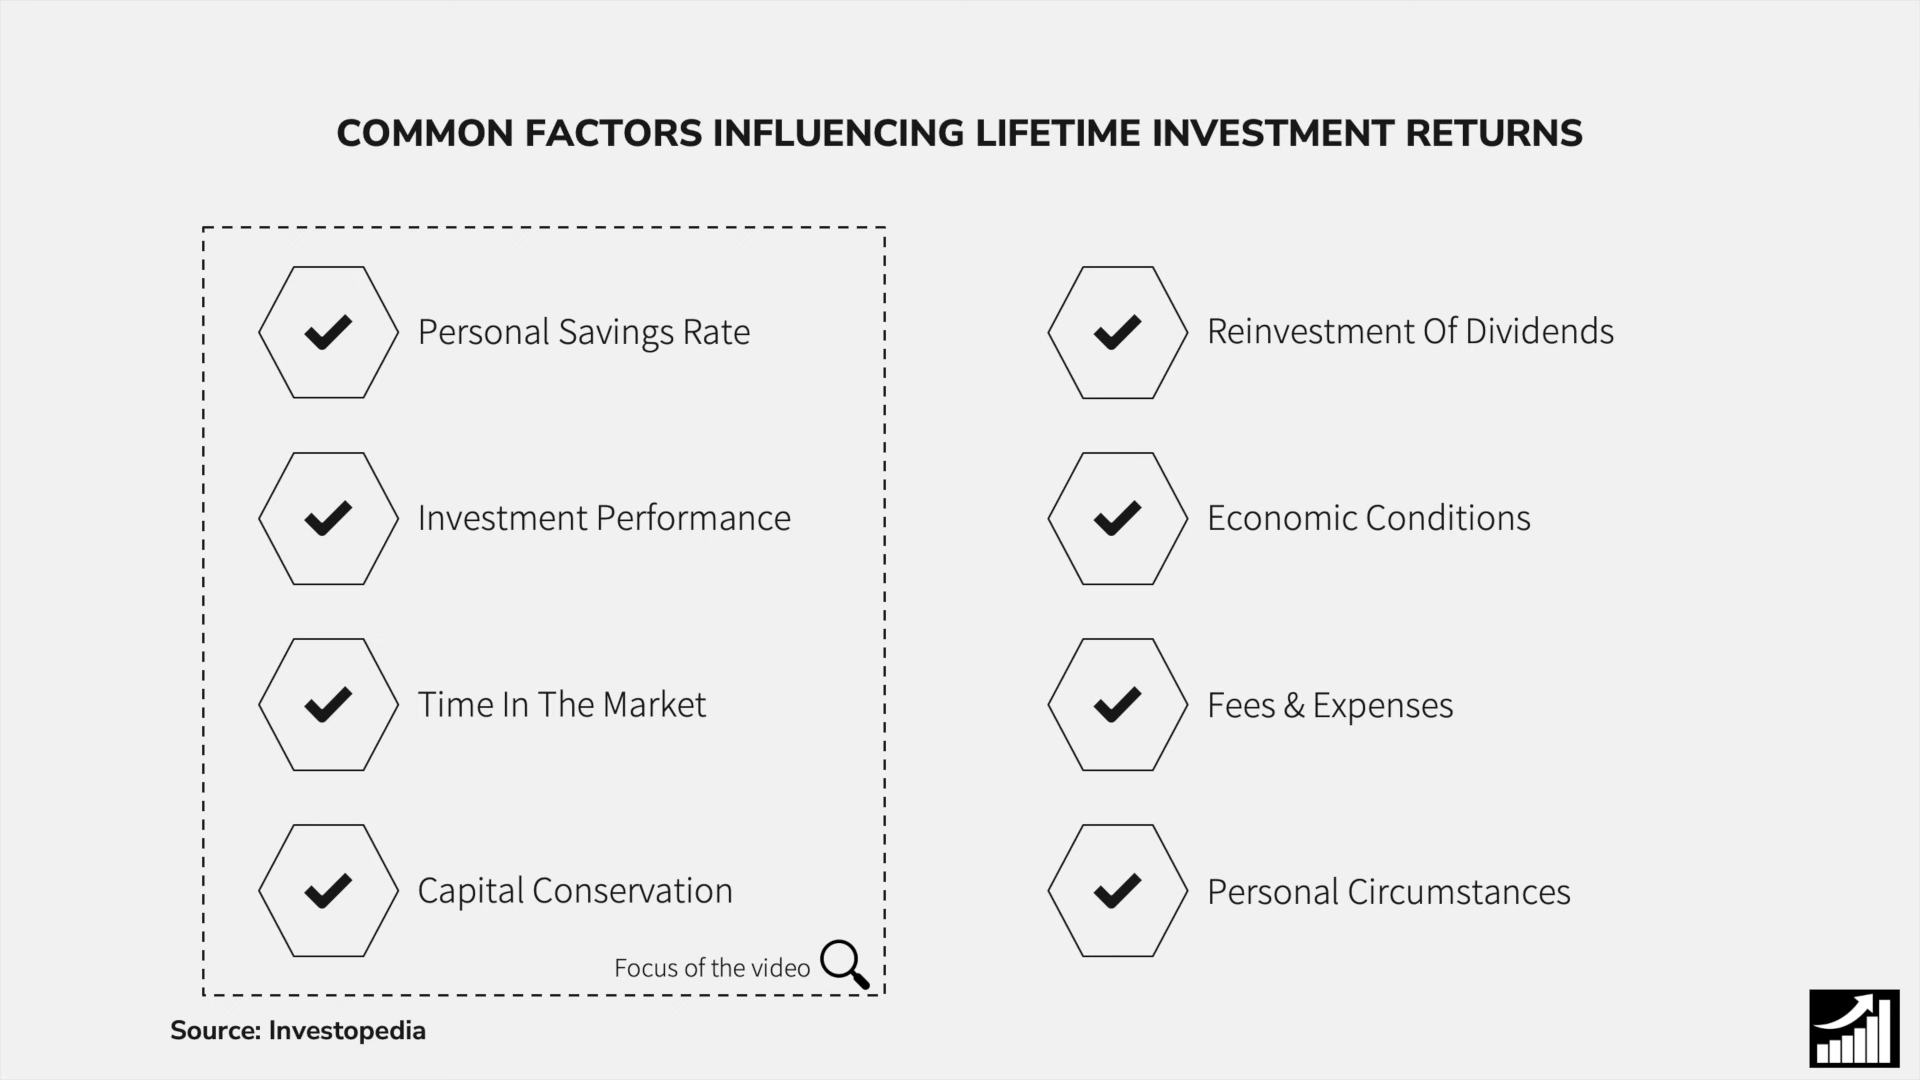 COMMON FACTORS INFLUENCING LIFETIME INVESTMENT RETURNS
Personal Savings Rate
Investment Performance
Time In The Market
Capital Conservation
Focus of the video
Reinvestment Of Dividends
Economic Conditions
Fees & Expenses
Personal Circumstances
Source: Investopedia